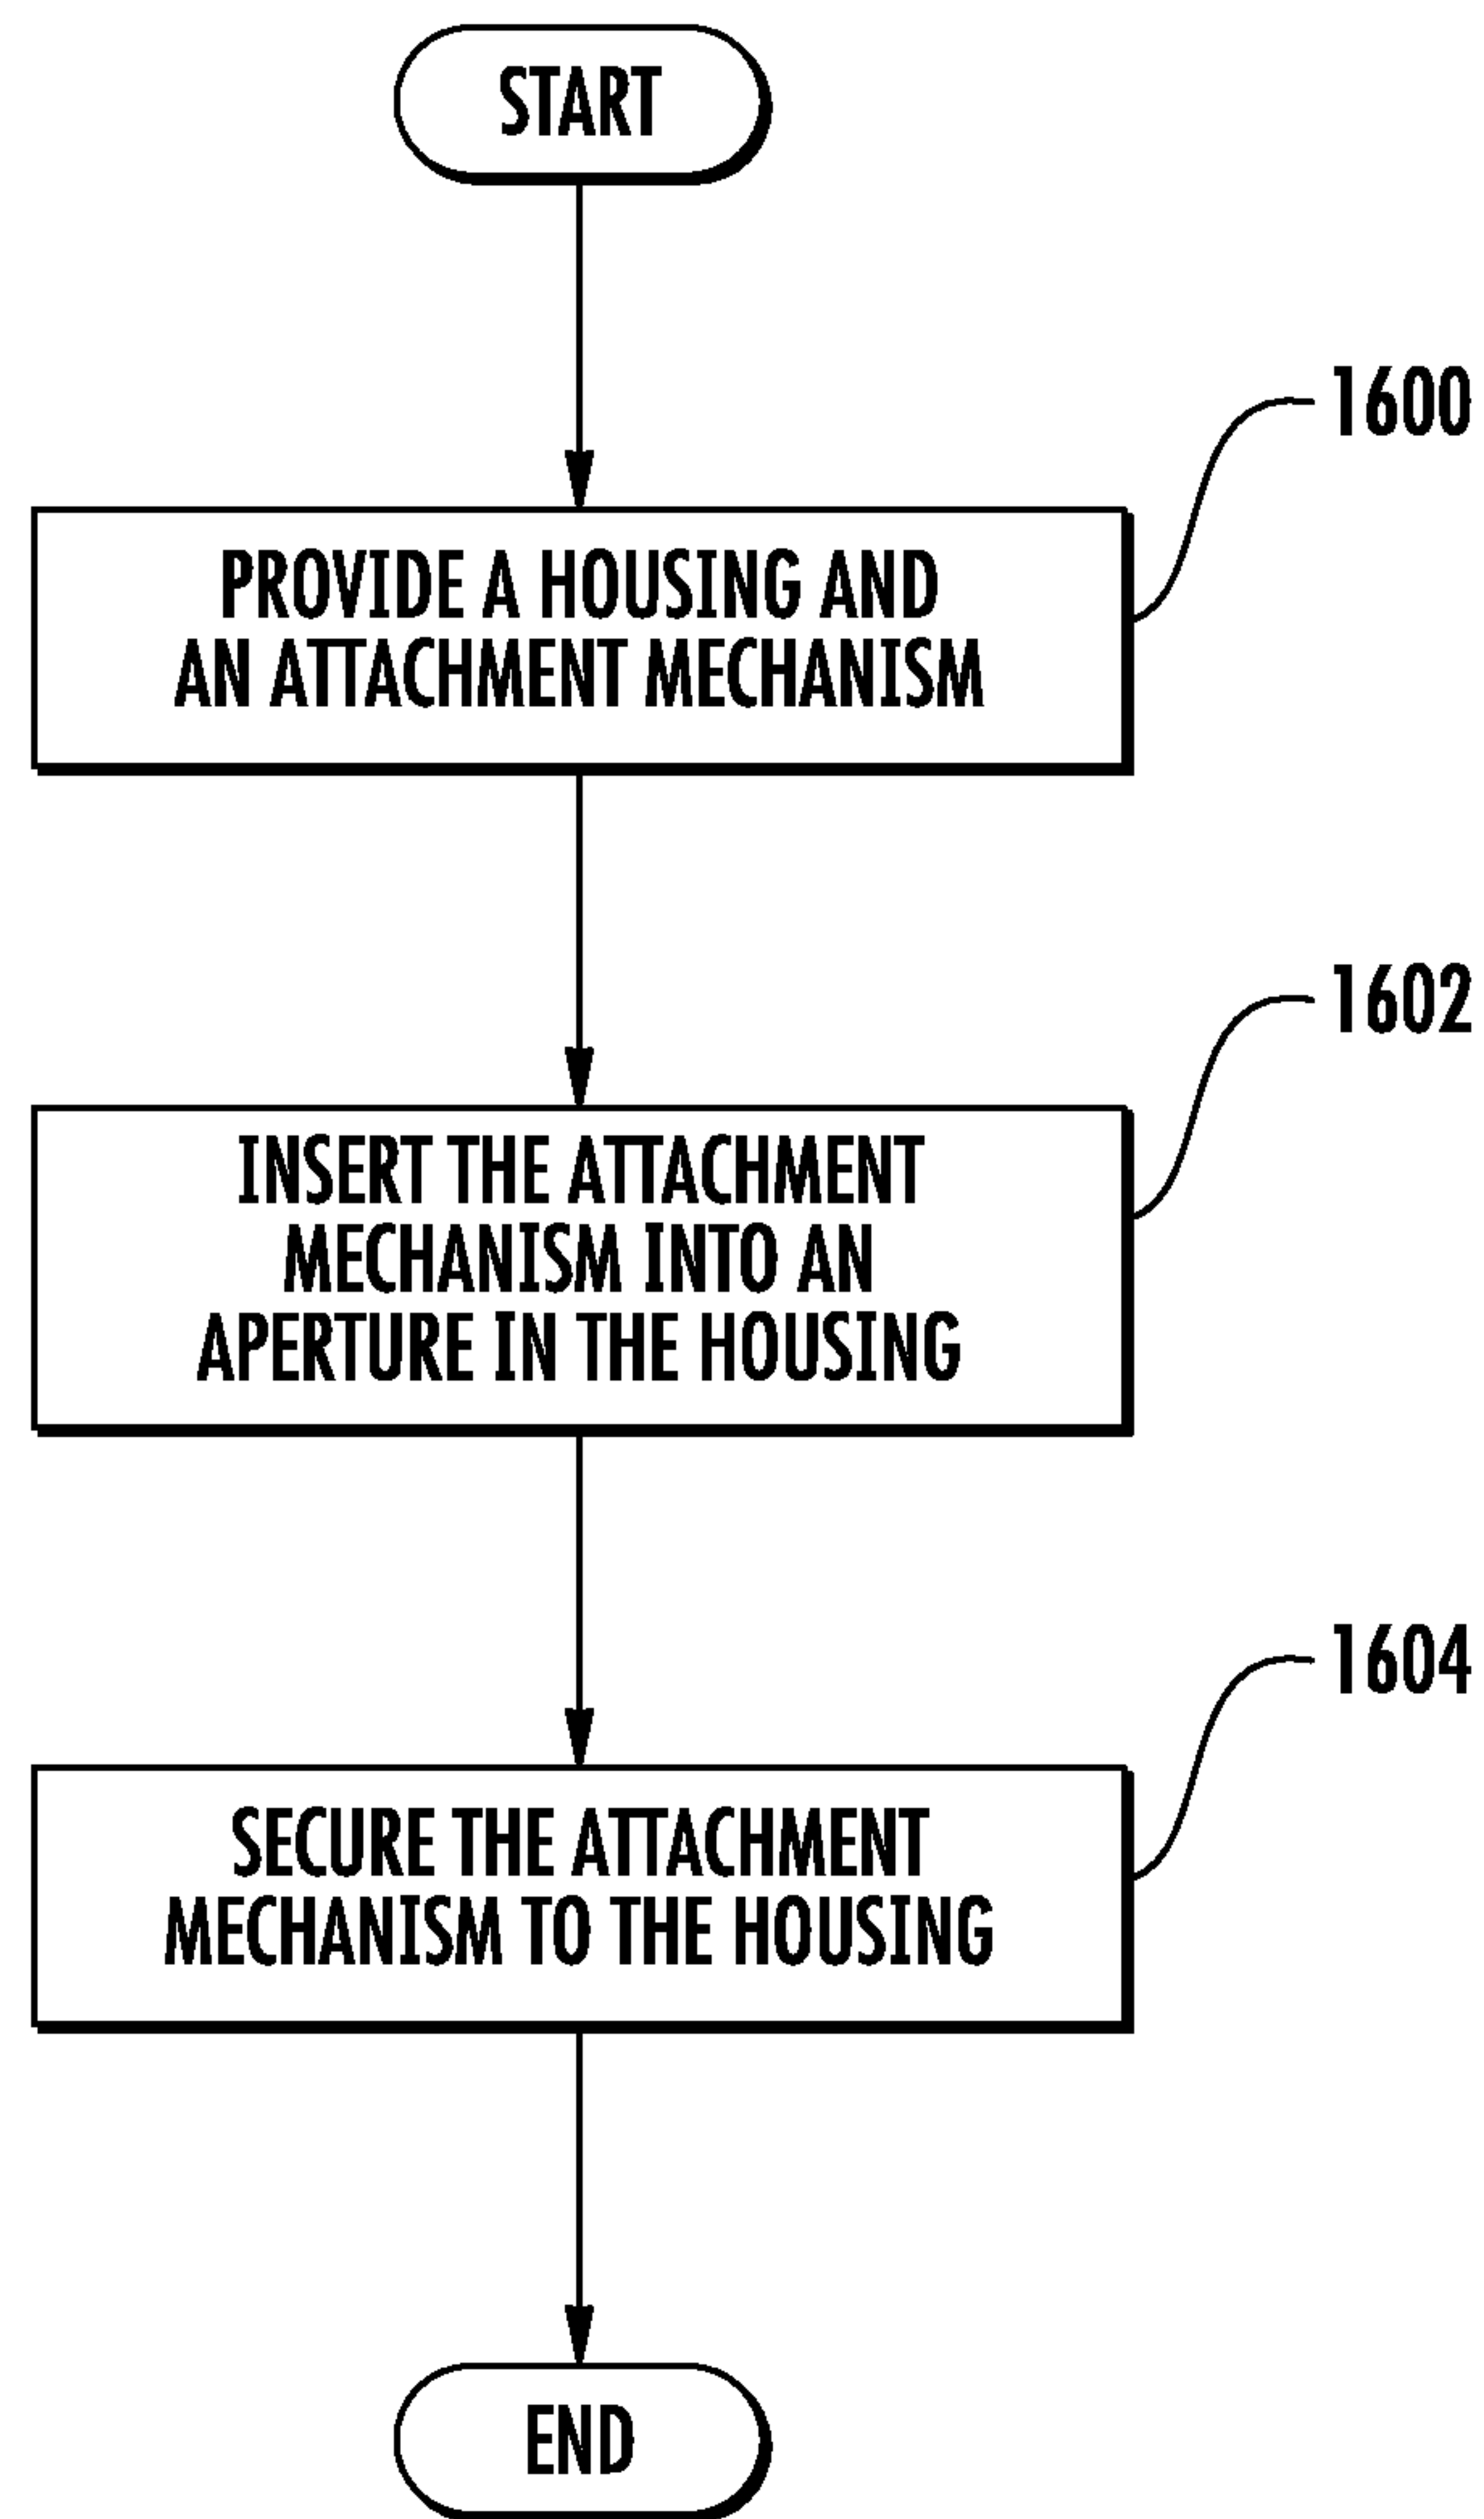 START
1600
PROVIDE A HOUSING AND
AN ATTACHMENT MECHANISM
1602
INSERT THE ATTACHMENT
MECHANISM INTO AN
APERTURE IN THE HOUSING
1604
SECURE THE ATTACHMENT
MECHANISM TO THE HOUSING
END